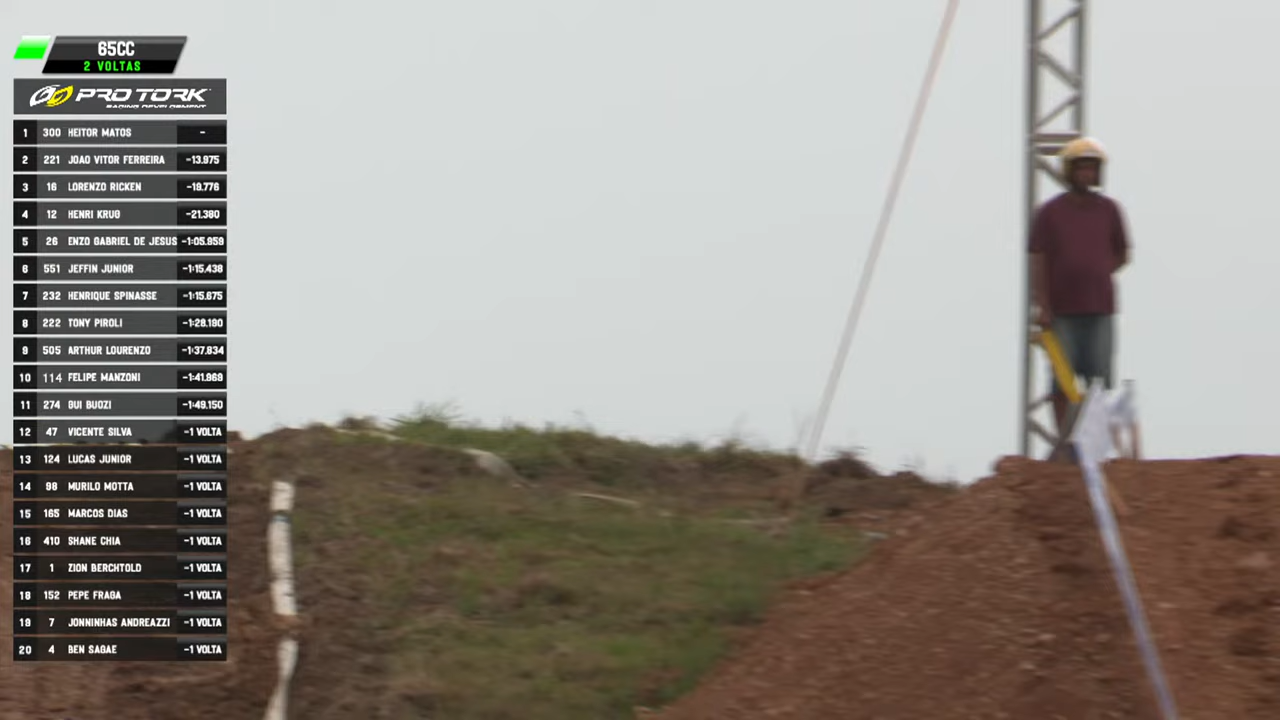 65CC
2 VOLTAS
PRO TORK
RACING DEVELOPMENT
1 300 HEITOR MATOS -
2 221 JOAO VITOR FERREIRA -13.975
3 16 LORENZO RICKEN -19.776
4 12 HENRI KRUG -21.380
5 26 ENZO GABRIEL DE JESUS -1:05.959
6 551 JEFFIN JUNIOR -1:15.438
7 232 HENRIQUE SPINASSE -1:15.675
8 222 TONY PIROLI -1:28.190
9 505 ARTHUR LOURENZO -1:37.834
10 114 FELIPE MANZONI -1:41.969
11 274 GUI BUOZI -1:49.150
12 47 VICENTE SILVA -1 VOLTA
13 124 LUCAS JUNIOR -1 VOLTA
14 98 MURILO MOTTA -1 VOLTA
15 165 MARCOS DIAS -1 VOLTA
16 410 SHANE CHIA -1 VOLTA
17 1 ZION BERCHTOLD -1 VOLTA
18 152 PEPE FRAGA -1 VOLTA
19 7 JONNINHAS ANDREAZZI -1 VOLTA
20 4 BEN SAGAE -1 VOLTA